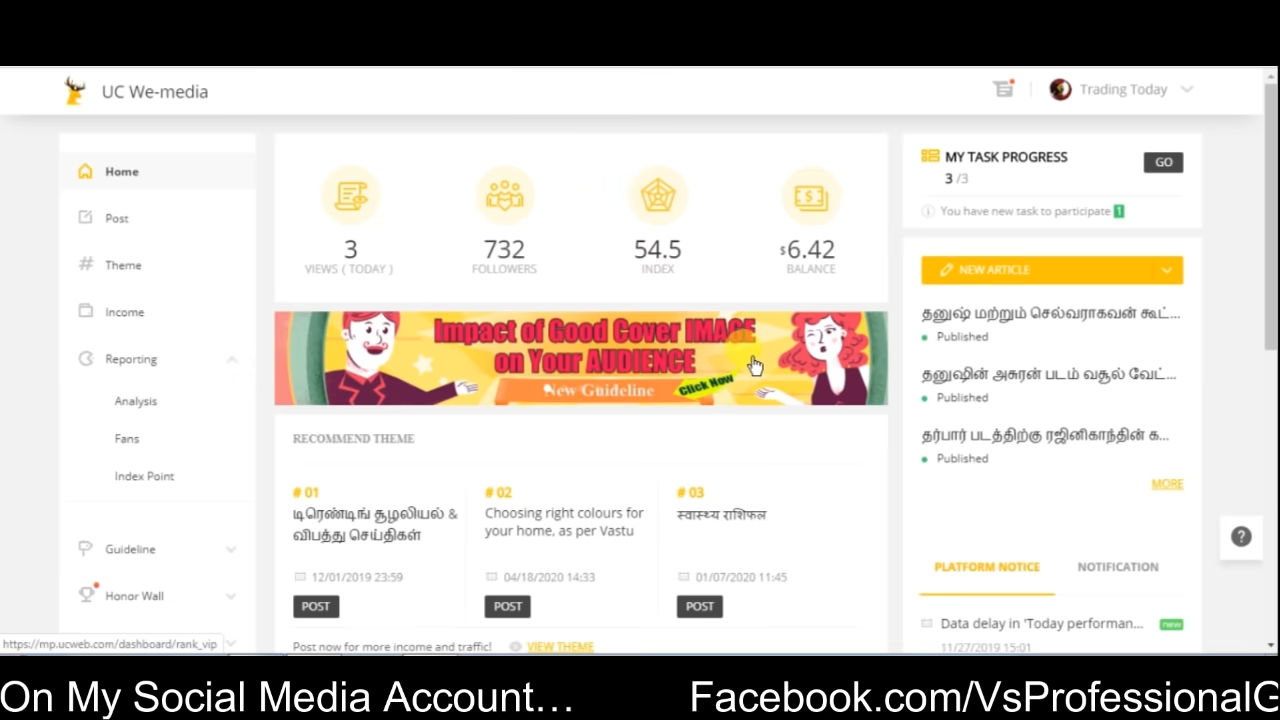 UC We-media
Trading Today
Home
Post
Theme
Income
Reporting
Analysis
Fans
Index Point
Guideline
Honor Wall
https://mp.ucweb.com/dashboard/rank_vip
3
VIEWS ( TODAY )
732
FOLLOWERS
54.5
INDEX
$6.42
BALANCE
Impact of Good Cover IMAGE
on Your AUDIENCE
New Guideline
Click Now
RECOMMEND THEME
# 01
டிரெண்டிங் சூழலியல் &
விபத்து செய்திகள்
12/01/2019 23:59
POST
# 02
Choosing right colours for
your home, as per Vastu
04/18/2020 14:33
POST
# 03
स्वास्थ्य राशिफल
01/07/2020 11:45
POST
Post now for more income and traffic!
VIEW THEME
MY TASK PROGRESS
3 /3
GO
You have new task to participate 1
NEW ARTICLE
தனுஷ் மற்றும் செல்வராகவன் கூட்...
Published
தனுஷின் அசுரன் படம் வசூல் வேட்...
Published
தர்பார் படத்திற்கு ரஜினிகாந்தின் க...
Published
MORE
?
PLATFORM NOTICE
NOTIFICATION
Data delay in 'Today performan...
new
11/27/2019 15:01
On My Social Media Account...
Facebook.com/VsProfessionalG